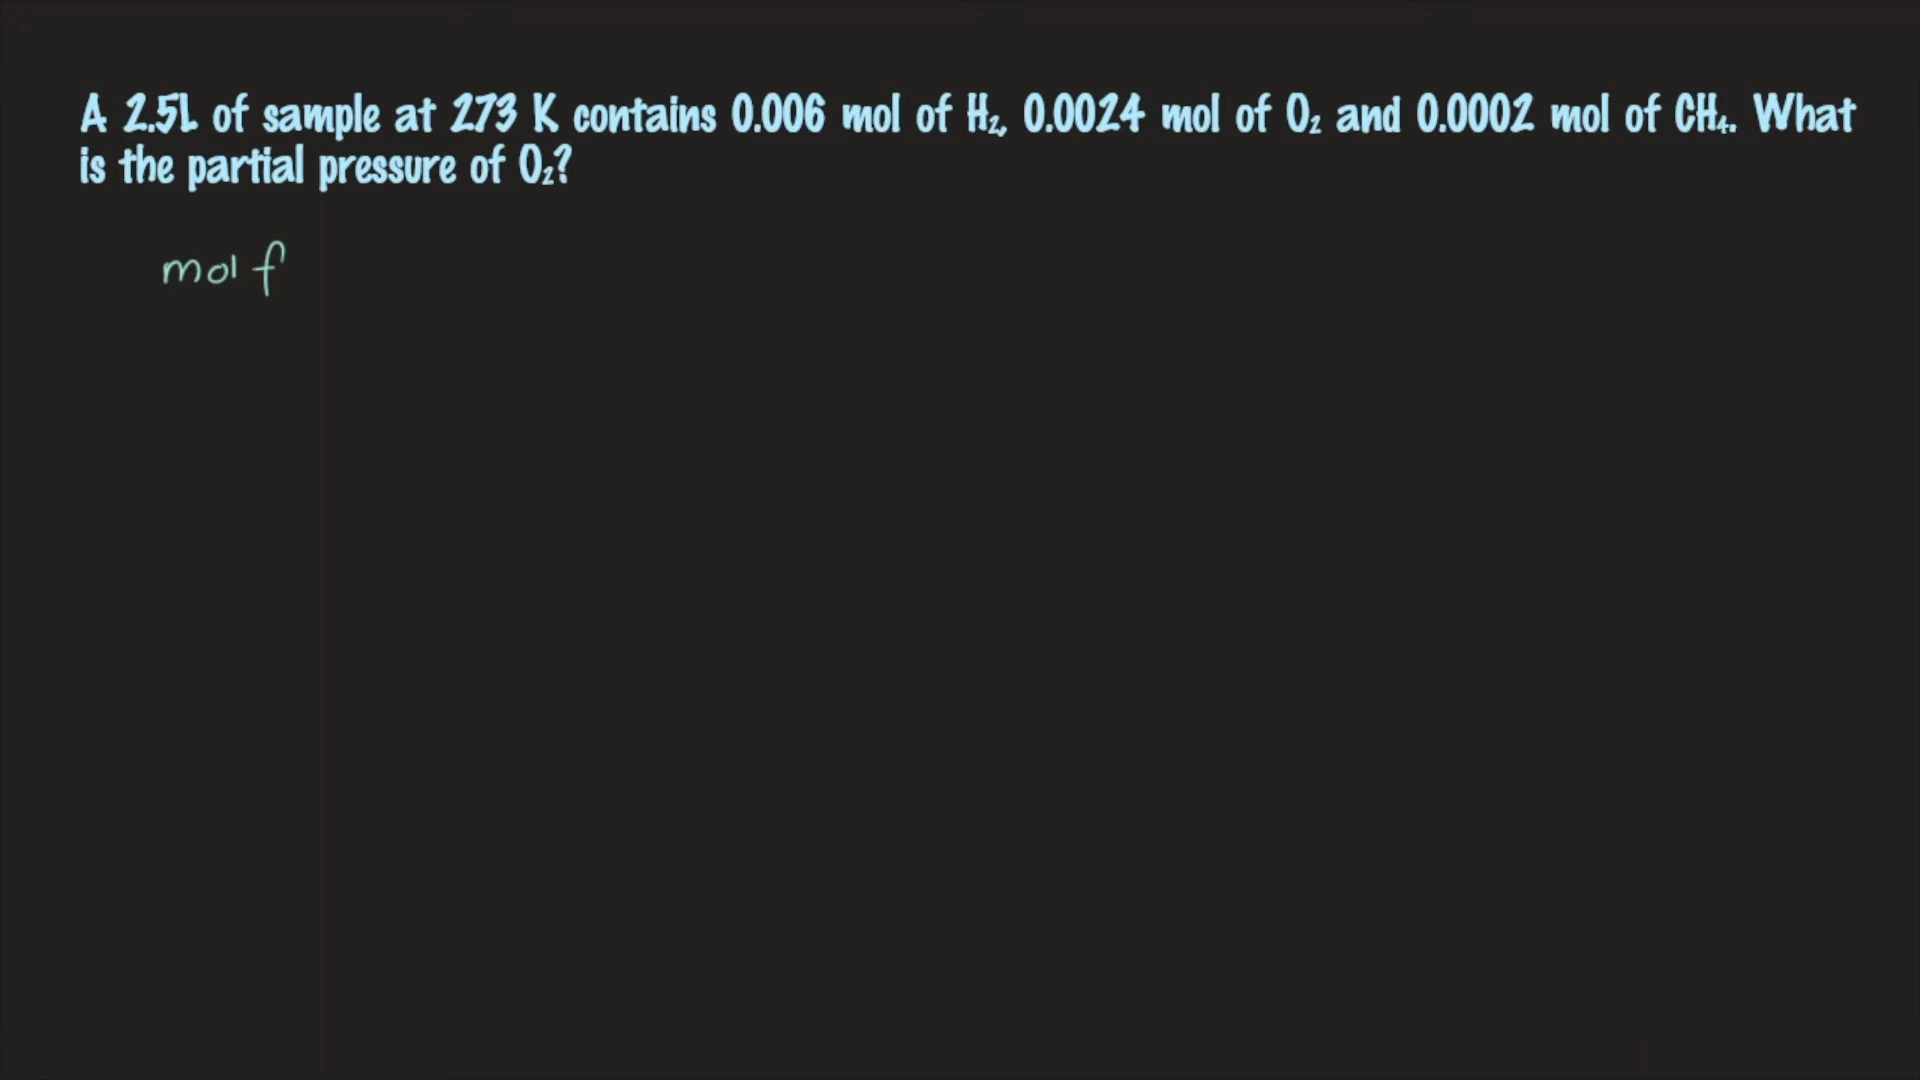 A 2.5L of sample at 273 K contains 0.006 mol of H₂, 0.0024 mol of O₂ and 0.0002 mol of CH₄. What
is the partial pressure of O₂?
mol f